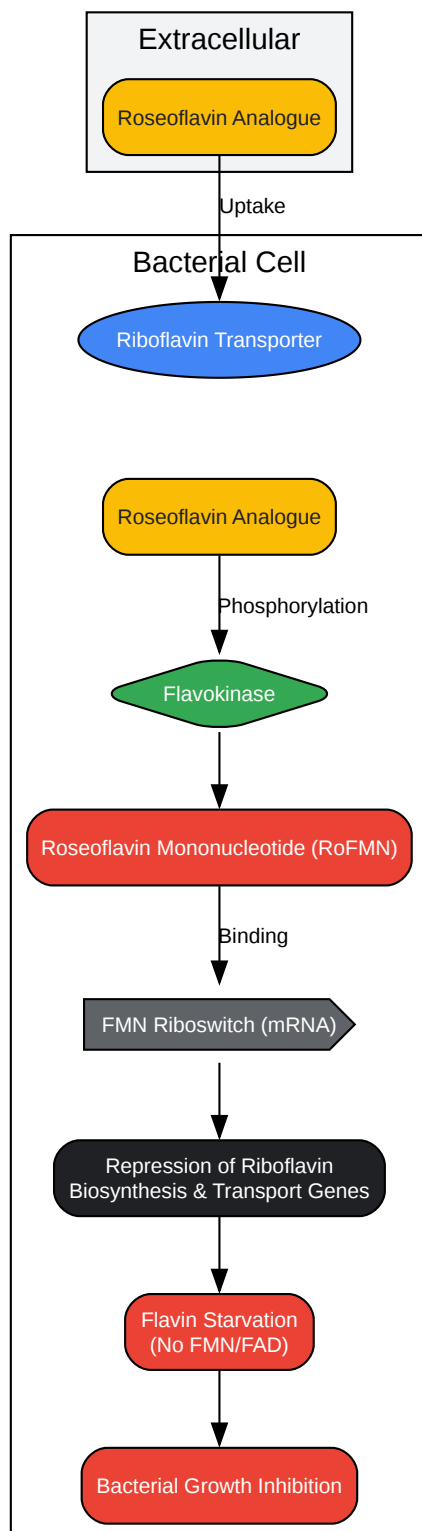 Extracellular
Roseoflavin Analogue
Uptake
Bacterial Cell
Riboflavin Transporter
Roseoflavin Analogue
Phosphorylation
Flavokinase
Roseoflavin Mononucleotide (RoFMN)
Binding
FMN Riboswitch (mRNA)
Repression of Riboflavin
Biosynthesis & Transport Genes
Flavin Starvation
(No FMN/FAD)
Bacterial Growth Inhibition